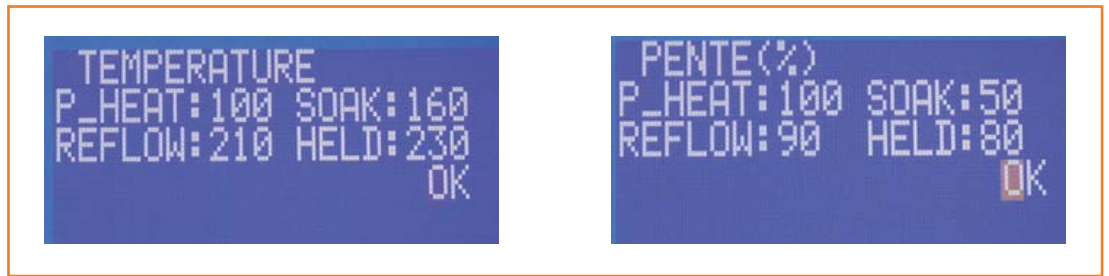 TEMPERATURE
P_HEAT:100 SOAK:160
REFLOW:210 HELD:230
OK
PENTE(%)
P_HEAT:100 SOAK:50
REFLOW:90 HELD:80
OK